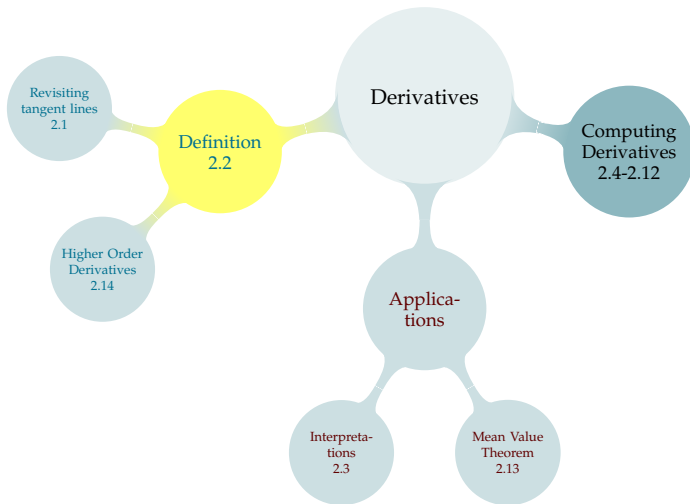 Derivatives
Revisiting
tangent lines
2.1
Definition
2.2
Computing
Derivatives
2.4-2.12
Higher Order
Derivatives
2.14
Applica-
tions
Interpreta-
tions
2.3
Mean Value
Theorem
2.13